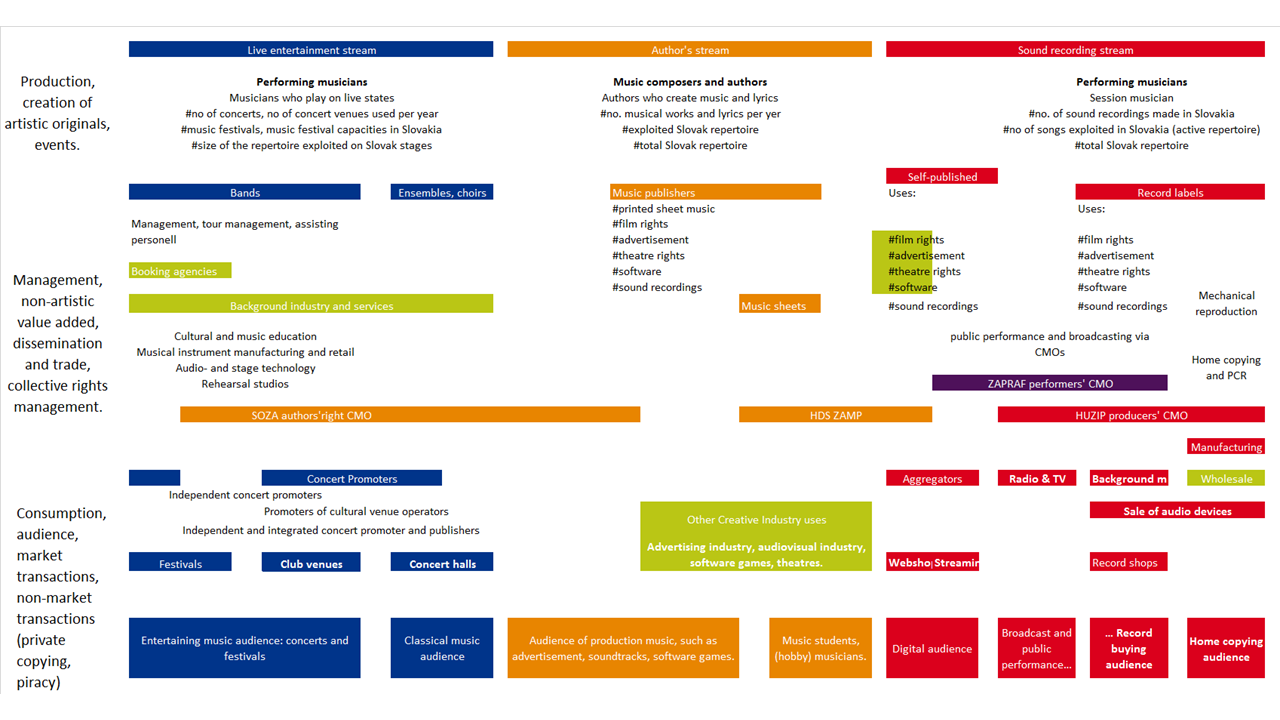 Live entertainment stream
Author's stream
Sound recording stream
Production,
creation of
artistic originals,
events.
Performing musicians
Musicians who play on live states
#no of concerts, no of concert venues used per year
#music festivals, music festival capacities in Slovakia
#size of the repertoire exploited on Slovak stages
Music composers and authors
Authors who create music and lyrics
#no. musical works and lyrics per yer
#exploited Slovak repertoire
#total Slovak repertoire
Performing musicians
Session musician
#no. of sound recordings made in Slovakia
#no of songs exploited in Slovakia (active repertoire)
#total Slovak repertoire
Management,
non-artistic
value added,
dissemination
and trade,
collective rights
management.
Bands
Ensembles, choirs
Management, tour management, assisting
personell
Booking agencies
Background industry and services
Cultural and music education
Musical instrument manufacturing and retail
Audio- and stage technology
Rehearsal studios
Music publishers
#printed sheet music
#film rights
#advertisement
#theatre rights
#software
#sound recordings
Music sheets
Self-published
Uses:
#film rights
#advertisement
#theatre rights
#software
#sound recordings
Record labels
Uses:
#film rights
#advertisement
#theatre rights
#software
#sound recordings
Mechanical
reproduction
public performance and broadcasting via
CMOs
Home copying
and PCR
ZAPRAF performers' CMO
SOZA authors'right CMO
HDS ZAMP
HUZIP producers' CMO
Manufacturing
Consumption,
audience,
market
transactions,
non-market
transactions
(private
copying,
piracy)
Concert Promoters
Independent concert promoters
Promoters of cultural venue operators
Independent and integrated concert promoter and publishers
Aggregators
Radio & TV
Background m
Wholesale
Sale of audio devices
Other Creative Industry uses
Advertising industry, audiovisual industry,
software games, theatres.
Festivals
Club venues
Concert halls
Websho
Streamin
Record shops
Entertaining music audience: concerts and
festivals
Classical music
audience
Audience of production music, such as
advertisement, soundtracks, software games.
Music students,
(hobby) musicians.
Digital audience
Broadcast and
public
performance...
... Record
buying
audience
Home copying
audience